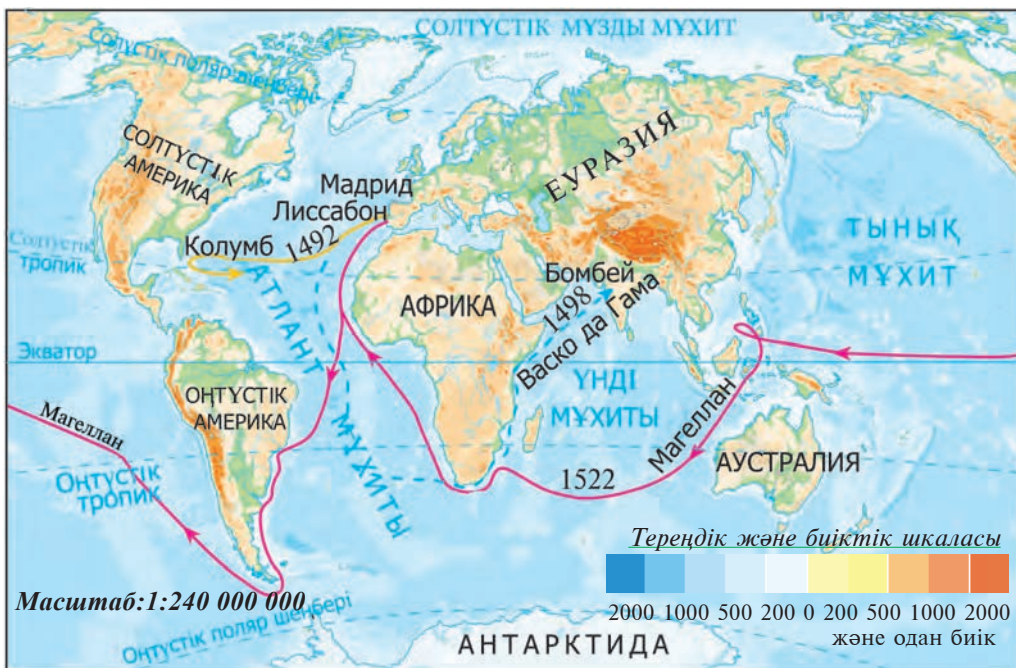 СОЛТҮСТІК МҰЗДЫ МҰХИТ
Солтүстік поляр шеңбері
СОЛТҮСТІК
АМЕРИКА
ЕУРАЗИЯ
Мадрид
Лиссабон
Колумб
1492
Солтүстік
тропик
АТЛАНТ
МҰХИТЫ
АФРИКА
Бомбей
1498
Васко да Гама
ТЫНЫҚ
МҰХИТ
Экватор
ОҢТҮСТІК
АМЕРИКА
ҮНДІ
МҰХИТЫ
Магеллан
Магеллан
1522
АУСТРАЛИЯ
Оңтүстік
тропик
Тереңдік және биіктік шкаласы
2000 1000 500 200 0 200 500 1000 2000
және одан биік
Масштаб:1:240 000 000
Оңтүстік поляр шеңбері
АНТАРКТИДА